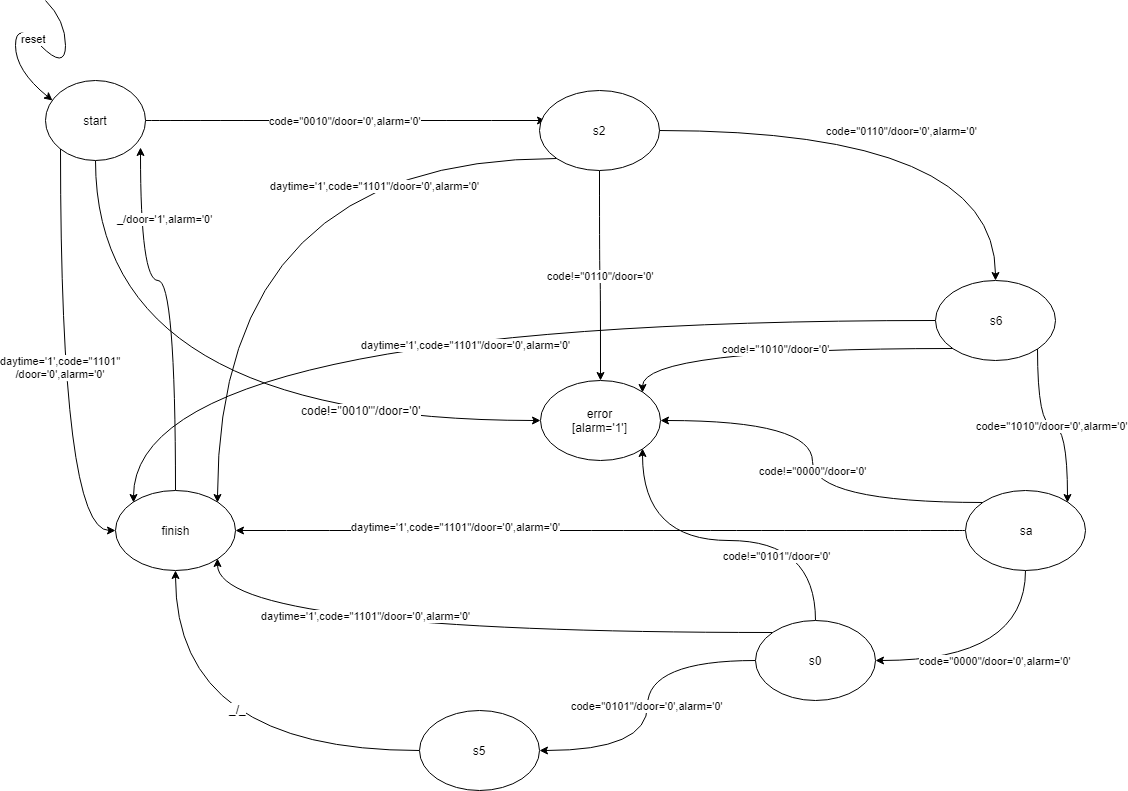 reset
start
code="0010"/door='0',alarm='0'
s2
code="0110"/door='0',alarm='0'
daytime='1',code="1101"/door='0',alarm='0'
_/door='1',alarm='0'
code!="0110"/door='0'
s6
daytime='1',code="1101"/door='0',alarm='0'
code!="1010"/door='0'
daytime='1',code="1101"
/door='0',alarm='0'
code!="0010'"/door='0'
error
[alarm='1']
code="1010"/door='0',alarm='0'
code!="0000"/door='0'
finish
daytime='1',code="1101"/door='0',alarm='0'
sa
code!="0101"/door='0'
daytime='1',code="1101"/door='0',alarm='0'
s0
code="0000"/door='0',alarm='0'
code="0101"/door='0',alarm='0'
_/_
s5